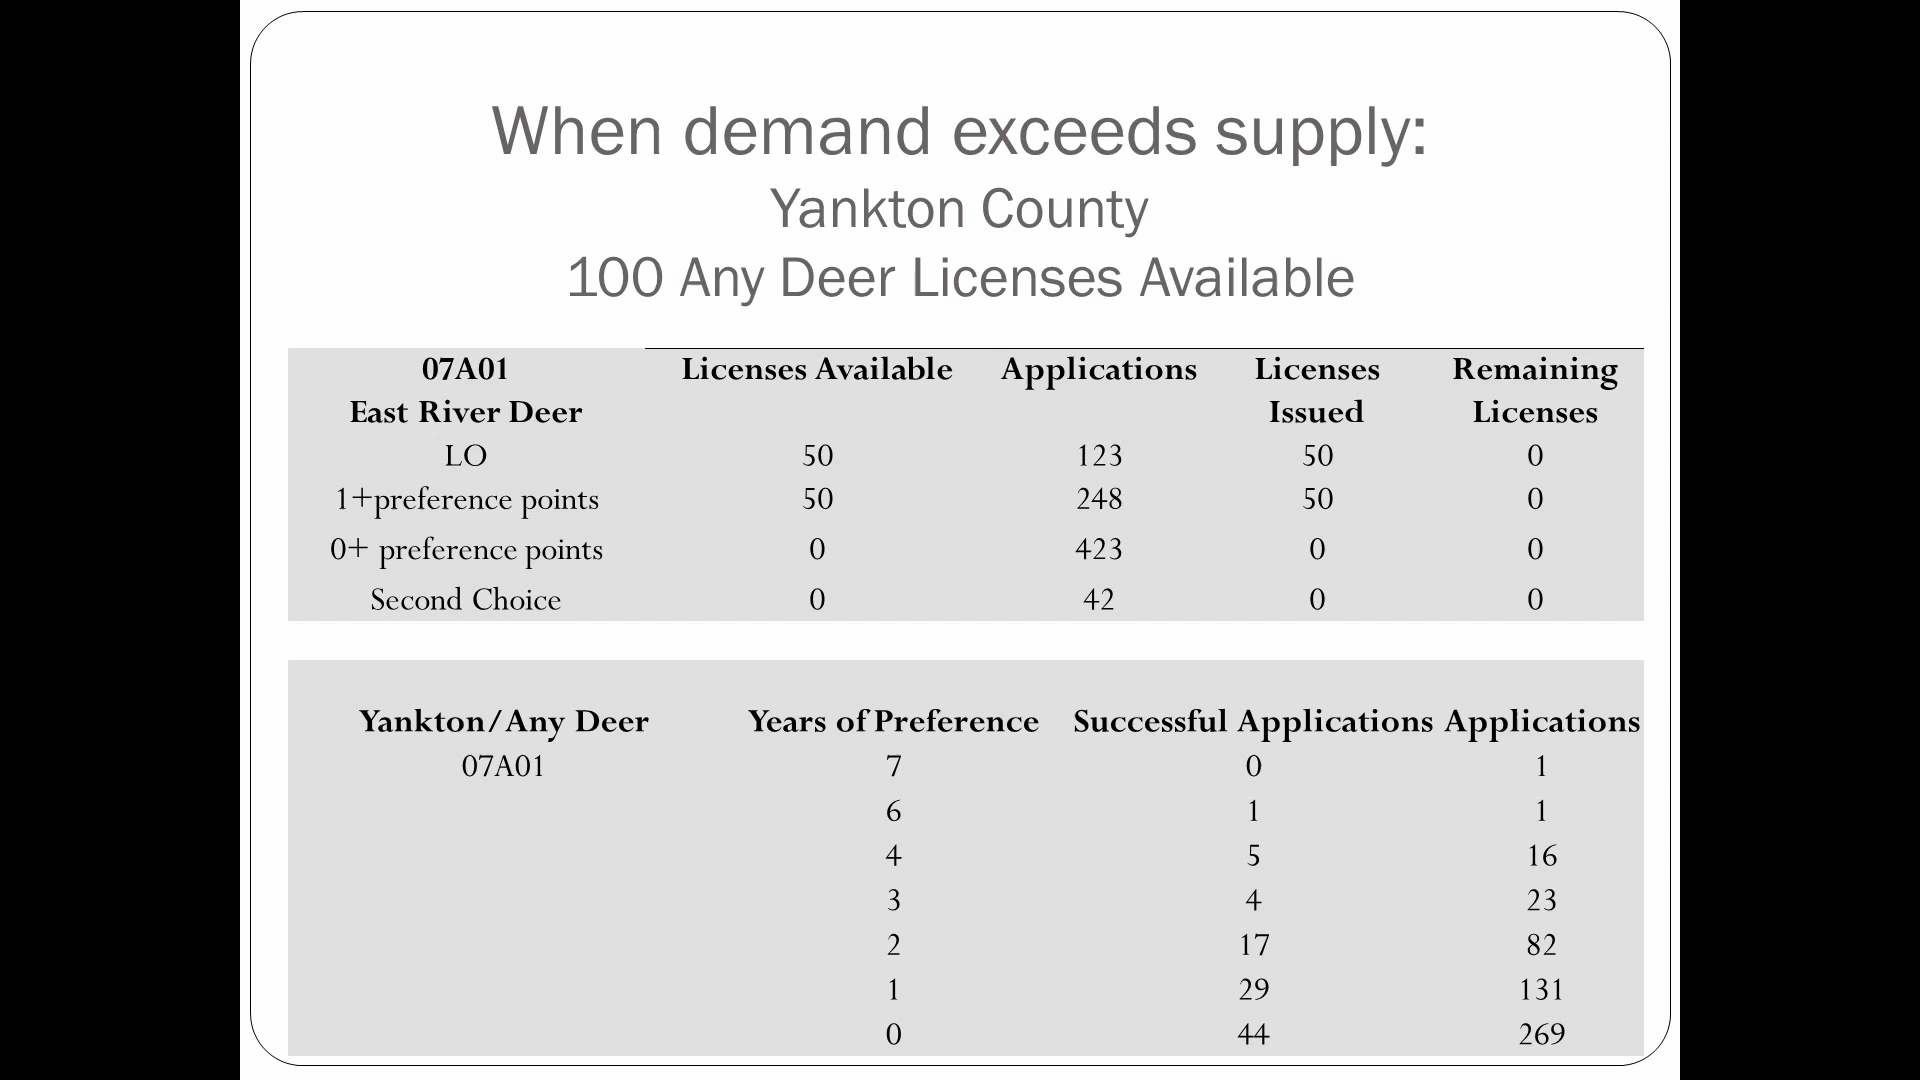 When demand exceeds supply:
Yankton County
100 Any Deer Licenses Available
07A01 Licenses Available Applications Licenses Remaining
East River Deer Issued Licenses
LO 50 123 50 0
1+preference points 50 248 50 0
0+ preference points 0 423 0 0
Second Choice 0 42 0 0
Yankton/Any Deer Years of Preference Successful Applications Applications
07A01 7 0 1
6 1 1
4 5 16
3 4 23
2 17 82
1 29 131
0 44 269